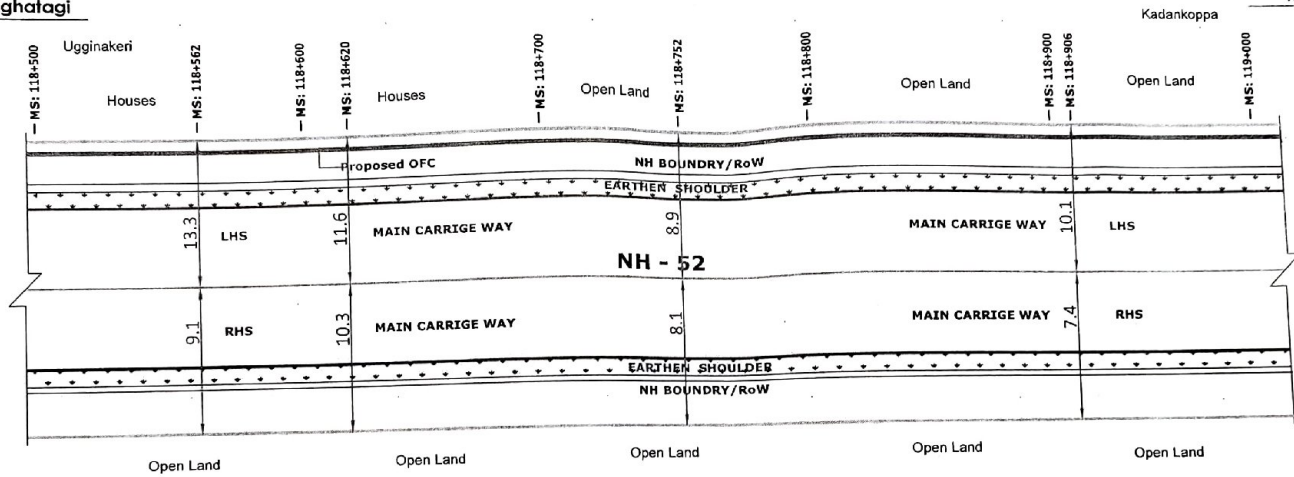 ghatagi
Kadankoppa
Ugginakeri
MS: 118+500
MS: 118+562
MS: 118+600
MS: 118+620
MS: 118+700
MS: 118+752
MS: 118+800
MS: 118+900
MS: 118+906
MS: 119+000
Houses
Houses
Open Land
Open Land
Open Land
Proposed OFC
NH BOUNDRY/RoW
EARTHEN SHOULDER
13.3
LHS
11.6
MAIN CARRIGE WAY
8.9
MAIN CARRIGE WAY
10.1
LHS
NH - 52
9.1
RHS
10.3
MAIN CARRIGE WAY
8.1
MAIN CARRIGE WAY
7.4
RHS
EARTHEN SHOULDER
NH BOUNDRY/RoW
Open Land
Open Land
Open Land
Open Land
Open Land